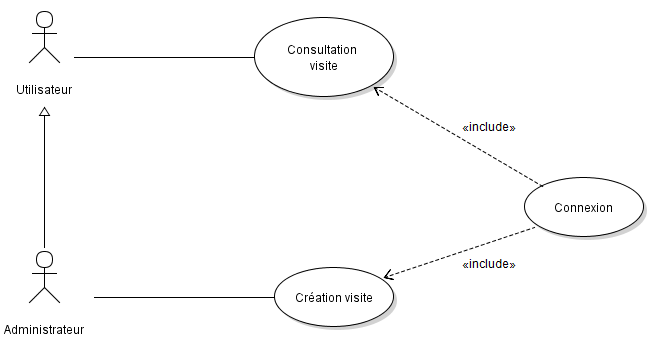 Consultation
visite
Utilisateur
«include»
Connexion
«include»
Création visite
Administrateur